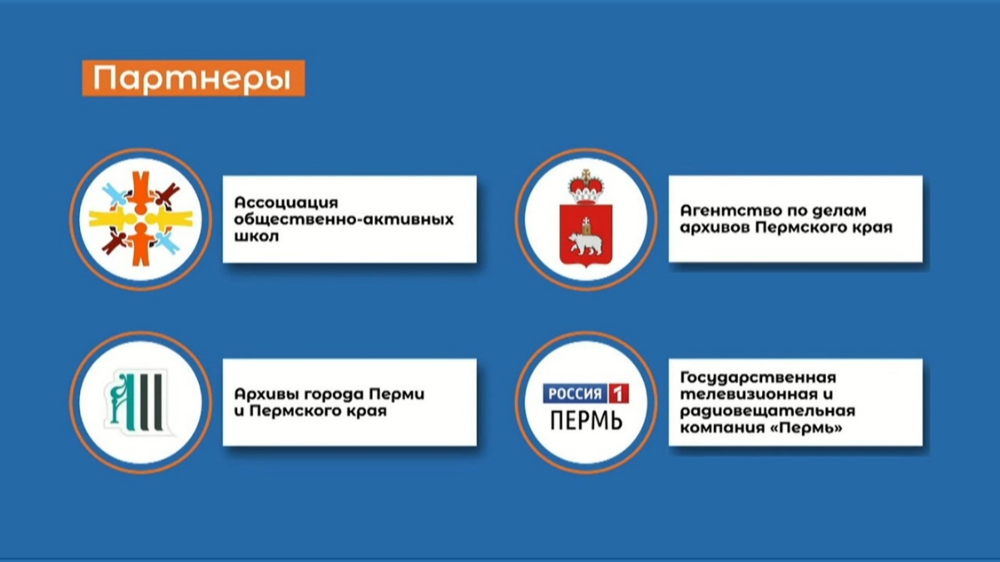 Партнеры
Ассоциация
общественно-активных
школ
Агентство по делам
архивов Пермского края
Архивы города Перми
и Пермского края
РОССИЯ 1
ПЕРМЬ
Государственная
телевизионная и
радиовещательная
компания «Пермь»